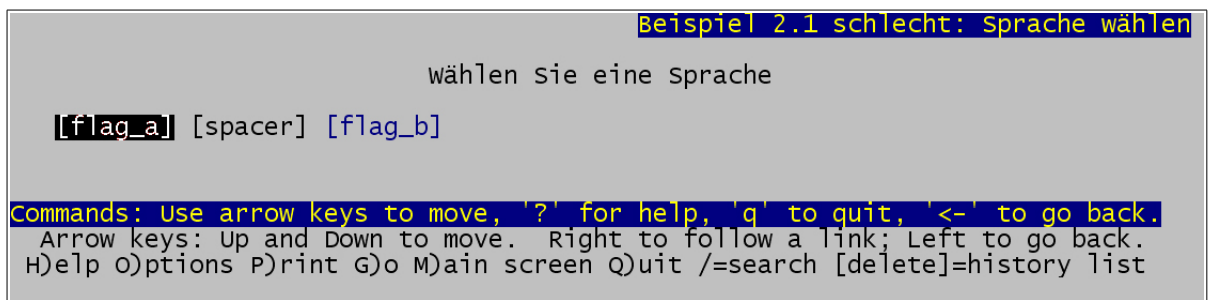 Beispiel 2.1 schlecht: Sprache wählen
Wählen Sie eine Sprache
[flag_a] [spacer] [flag_b]
Commands: Use arrow keys to move, '?' for help, 'q' to quit, '<-' to go back.
Arrow keys: Up and Down to move. Right to follow a link; Left to go back.
H)elp O)ptions P)rint G)o M)ain screen Q)uit /=search [delete]=history list